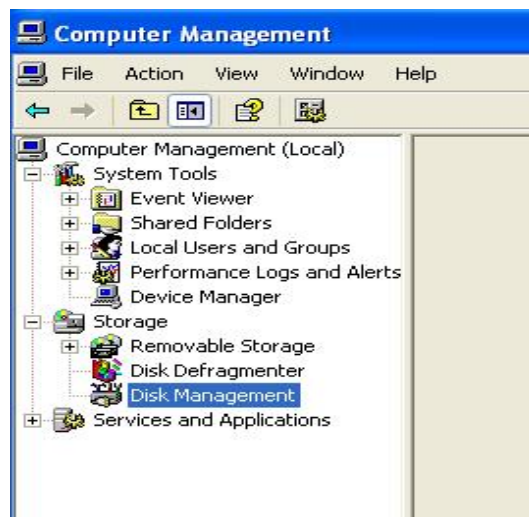 Computer Management
File Action View Window Help
Computer Management (Local)
System Tools
Event Viewer
Shared Folders
Local Users and Groups
Performance Logs and Alerts
Device Manager
Storage
Removable Storage
Disk Defragmenter
Disk Management
Services and Applications